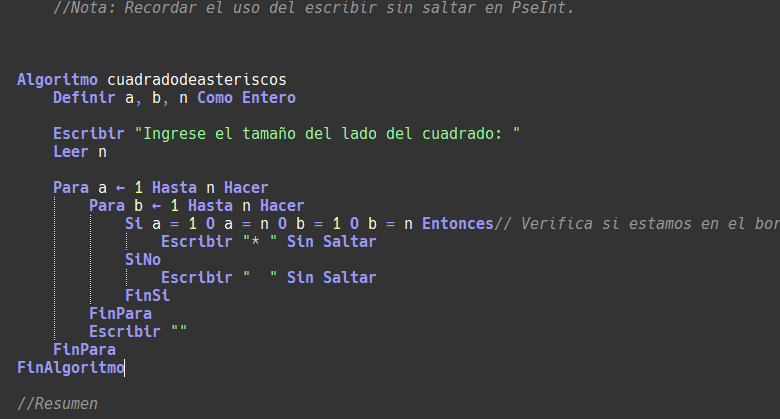 //Nota: Recordar el uso del escribir sin saltar en PseInt.
Algoritmo cuadradodeasteriscos
Definir a, b, n Como Entero
Escribir "Ingrese el tamaño del lado del cuadrado: "
Leer n
Para a ← 1 Hasta n Hacer
Para b ← 1 Hasta n Hacer
Si a = 1 O a = n O b = 1 O b = n Entonces// Verifica si estamos en el bor
Escribir "* " Sin Saltar
SiNo
Escribir "  " Sin Saltar
FinSi
FinPara
Escribir ""
FinPara
FinAlgoritmo
//Resumen